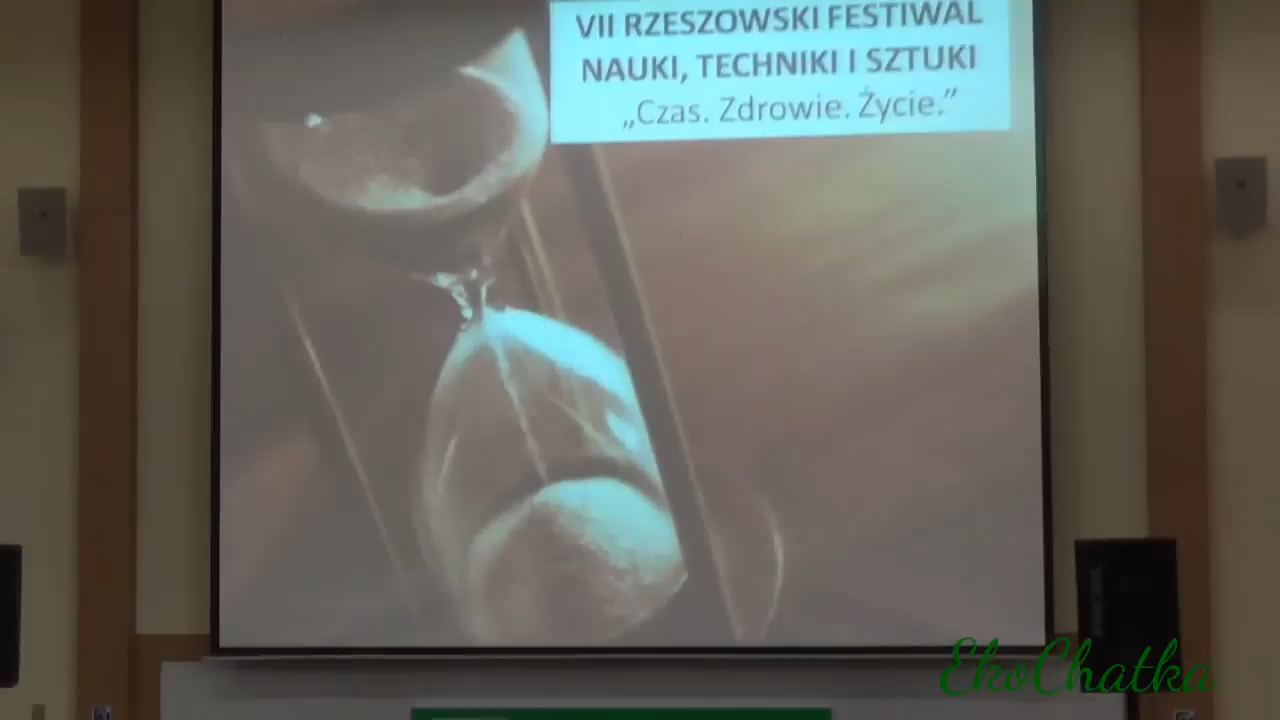 VII RZESZOWSKI FESTIWAL
NAUKI, TECHNIKI I SZTUKI
„Czas. Zdrowie. Życie.”
EkoChatka